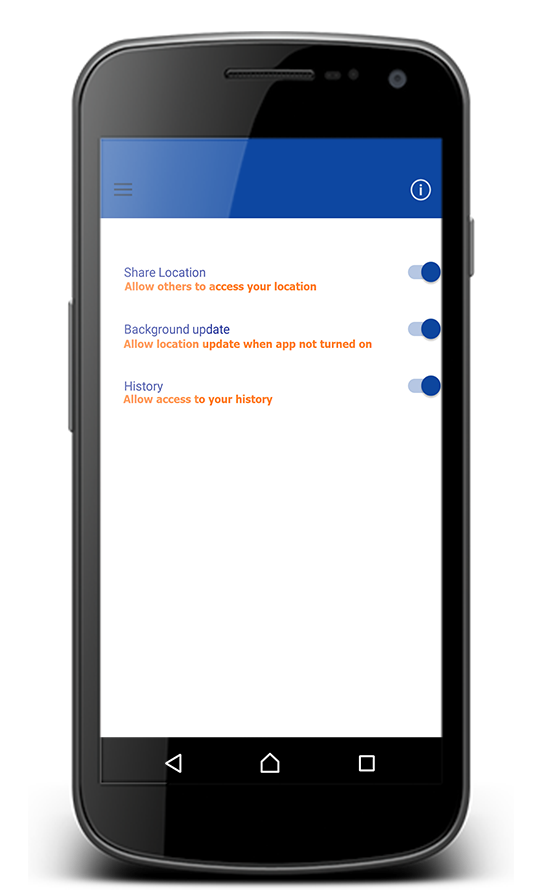 Share Location
Allow others to access your location
Background update
Allow location update when app not turned on
History
Allow access to your history